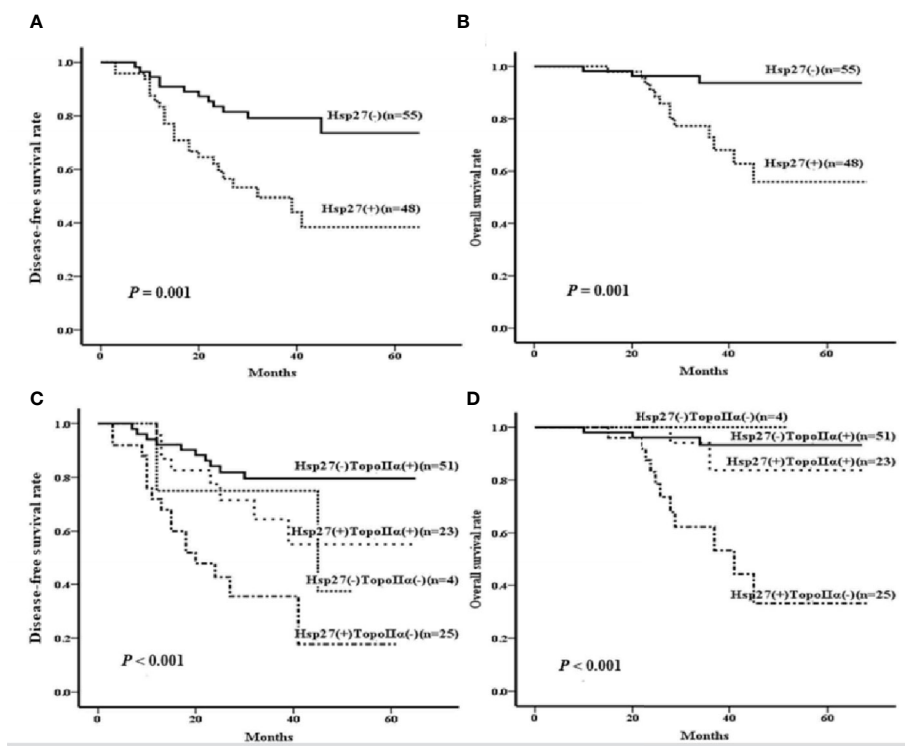 A
Disease-free survival rate
1.0
0.8
0.6
0.4
0.2
0.0
Hsp27(-)(n=55)
Hsp27(+)(n=48)
P = 0.001
0
20
40
60
Months
B
Overall survival rate
1.0
0.8
0.6
0.4
0.2
0.0
Hsp27(-)(n=55)
Hsp27(+)(n=48)
P = 0.001
0
20
40
60
Months
C
Disease-free survival rate
1.0
0.8
0.6
0.4
0.2
0.0
Hsp27(-)TopoIIα(+)(n=51)
Hsp27(+)TopoIIα(+)(n=23)
Hsp27(-)TopoIIα(-)(n=4)
Hsp27(+)TopoIIα(-)(n=25)
P < 0.001
0
20
40
60
Months
D
Overall survival rate
1.0
0.8
0.6
0.4
0.2
0.0
Hsp27(-)TopoIIα(-)(n=4)
Hsp27(-)TopoIIα(+)(n=51)
Hsp27(+)TopoIIα(+)(n=23)
Hsp27(+)TopoIIα(-)(n=25)
P < 0.001
0
20
40
60
Months